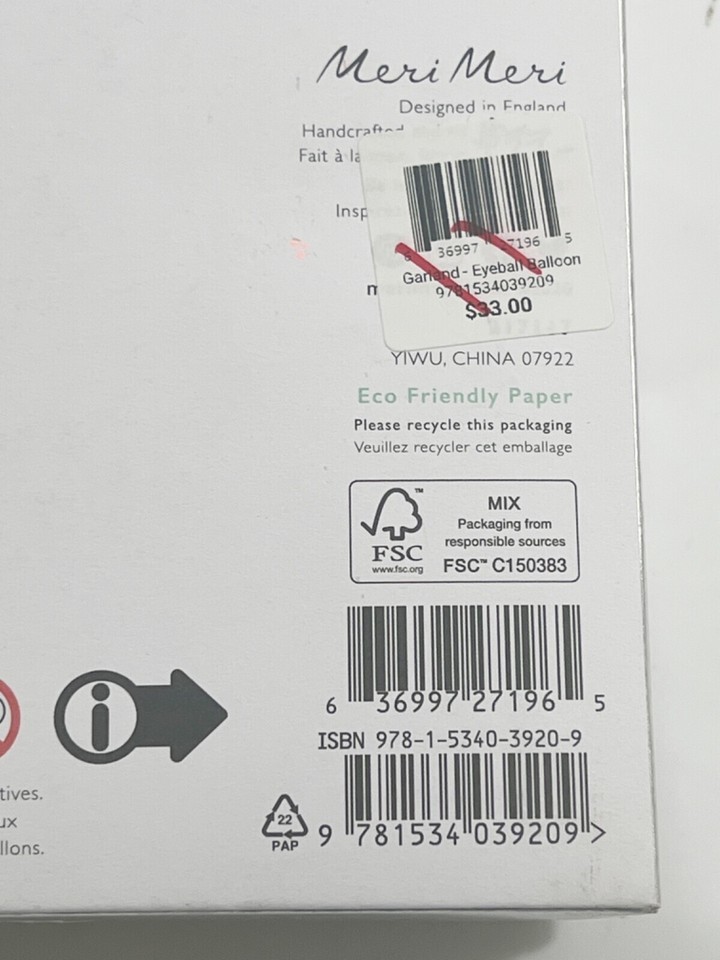 Meri Meri
Designed in England
Handcrafted
Fait à la
Insp
6 36997 27196 5
Garland - Eyeball Balloon
9781534039209
$33.00
YIWU, CHINA 07922
Eco Friendly Paper
Please recycle this packaging
Veuillez recycler cet emballage
FSC™
www.fsc.org
MIX
Packaging from
responsible sources
FSC™ C150383
6 36997 27196 5
ISBN 978-1-5340-3920-9
9 781534 039209 >
22
PAP
i
tives.
ux
llons.